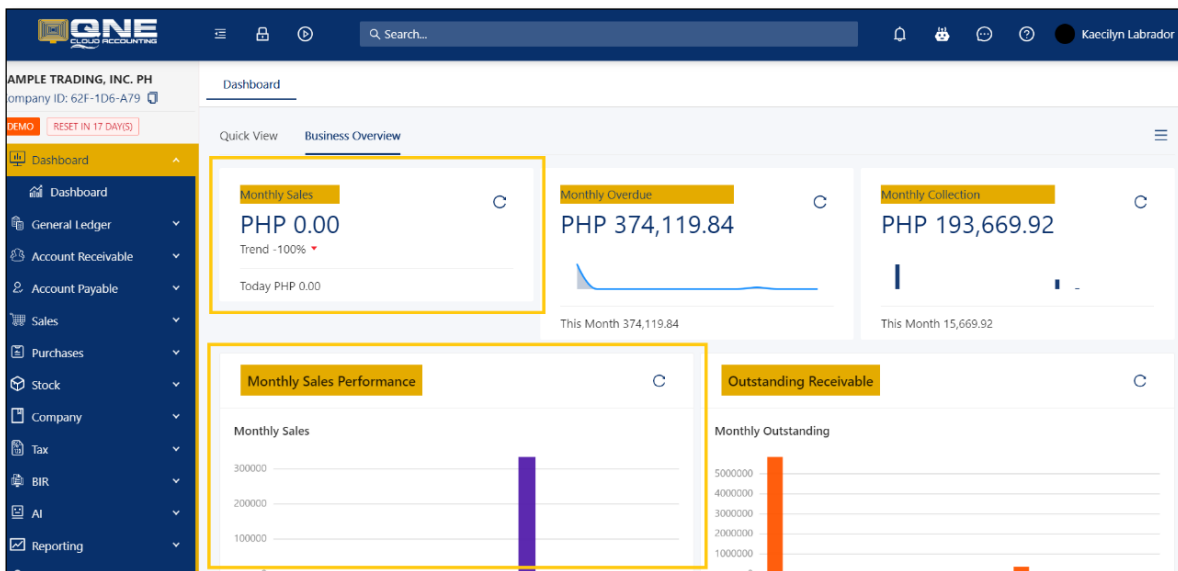 QNE
CLOUD ACCOUNTING
Search...
Kaecilyn Labrador
AMPLE TRADING, INC. PH
ompany ID: 62F-1D6-A79
DEMO
RESET IN 17 DAY(S)
Dashboard
Dashboard
General Ledger
Account Receivable
Account Payable
Sales
Purchases
Stock
Company
Tax
BIR
AI
Reporting
Dashboard
Quick View
Business Overview
Monthly Sales
PHP 0.00
Trend -100%
Today PHP 0.00
Monthly Overdue
PHP 374,119.84
This Month 374,119.84
Monthly Collection
PHP 193,669.92
This Month 15,669.92
Monthly Sales Performance
Monthly Sales
300000
200000
100000
Outstanding Receivable
Monthly Outstanding
5000000
4000000
3000000
2000000
1000000